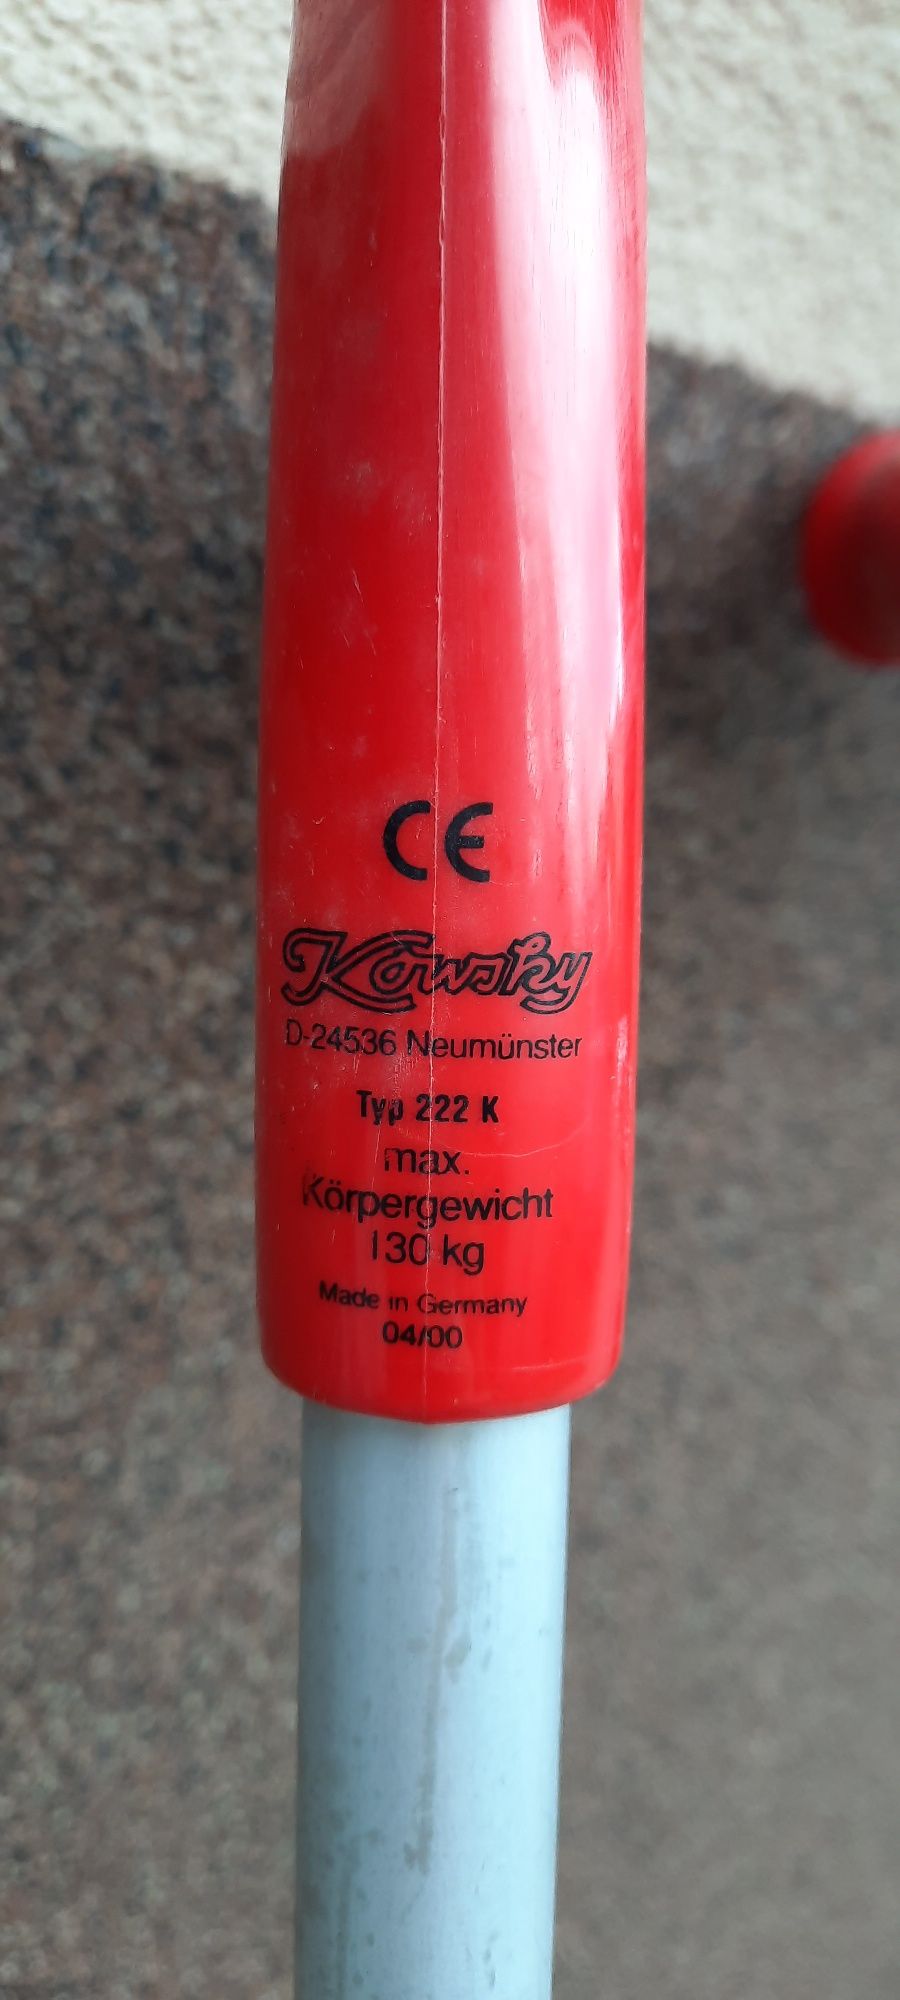 CE
Kowsky
D-24536 Neumünster
Typ 222 K
max.
Körpergewicht
130 kg
Made in Germany
04/00